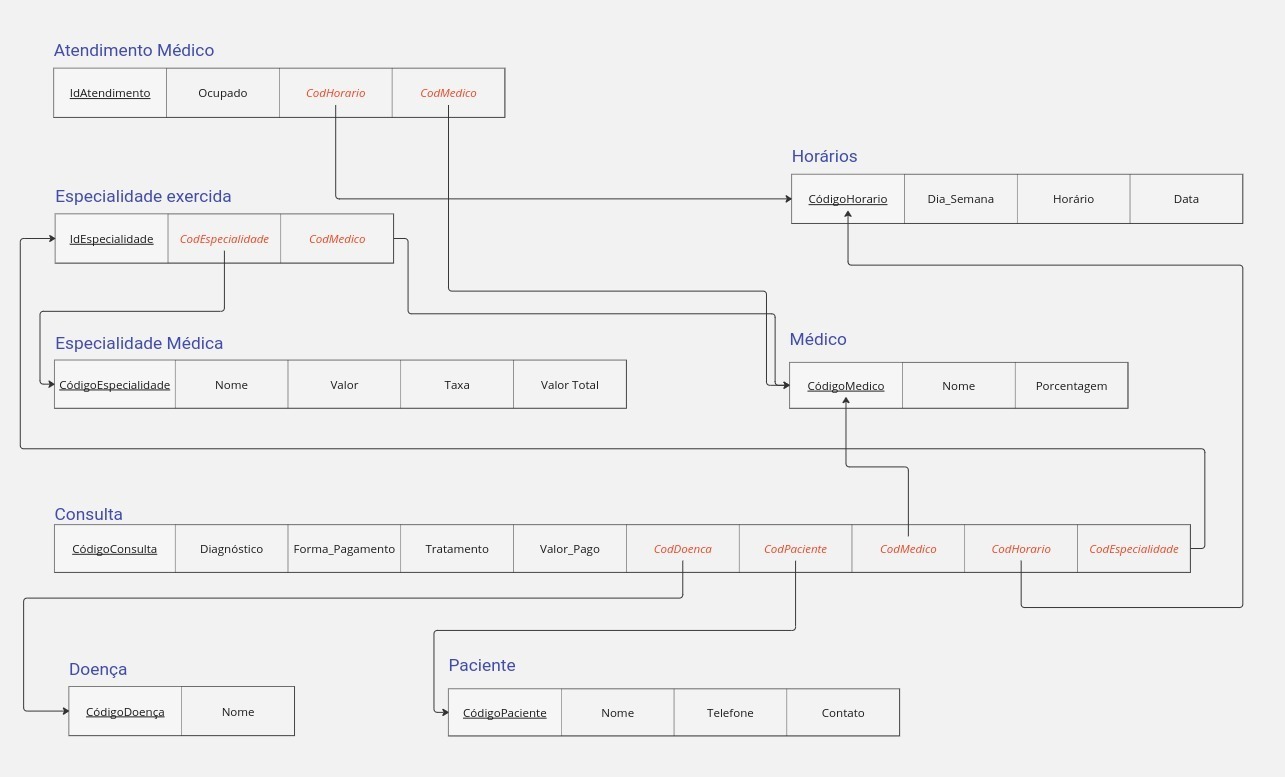 Atendimento Médico
IdAtendimento Ocupado CodHorario CodMedico
Horários
CódigoHorario Dia_Semana Horário Data
Especialidade exercida
IdEspecialidade CodEspecialidade CodMedico
Médico
CódigoMedico Nome Porcentagem
Especialidade Médica
CódigoEspecialidade Nome Valor Taxa Valor Total
Consulta
CódigoConsulta Diagnóstico Forma_Pagamento Tratamento Valor_Pago CodDoenca CodPaciente CodMedico CodHorario CodEspecialidade
Doença
CódigoDoença Nome
Paciente
CódigoPaciente Nome Telefone Contato